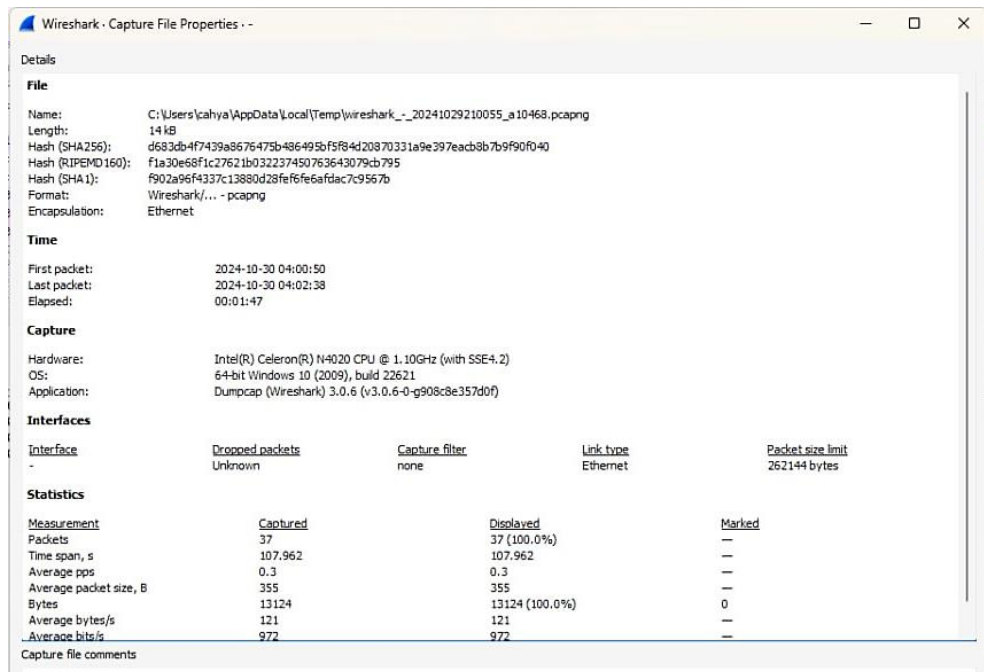 Wireshark · Capture File Properties · -
Details
File
Name: C:\Users\cahya\AppData\Local\Temp\wireshark_-_20241029210055_a10468.pcapng
Length: 14 kB
Hash (SHA256): d683db4f7439a8676475b486495bf5f84d20870331a9e397eacb8b7b9f90f040
Hash (RIPEMD160): f1a30e68f1c27621b032237450763643079cb795
Hash (SHA1): f902a96f4337c13880d28fef6fe6afdac7c9567b
Format: Wireshark/... - pcapng
Encapsulation: Ethernet
Time
First packet: 2024-10-30 04:00:50
Last packet: 2024-10-30 04:02:38
Elapsed: 00:01:47
Capture
Hardware: Intel(R) Celeron(R) N4020 CPU @ 1.10GHz (with SSE4.2)
OS: 64-bit Windows 10 (2009), build 22621
Application: Dumpcap (Wireshark) 3.0.6 (v3.0.6-0-g908c8e357d0f)
Interfaces
Interface Dropped packets Capture filter Link type Packet size limit
- Unknown none Ethernet 262144 bytes
Statistics
Measurement Captured Displayed Marked
Packets 37 37 (100.0%) —
Time span, s 107.962 107.962 —
Average pps 0.3 0.3 —
Average packet size, B 355 355 —
Bytes 13124 13124 (100.0%) 0
Average bytes/s 121 121 —
Average bits/s 972 972 —
Capture file comments